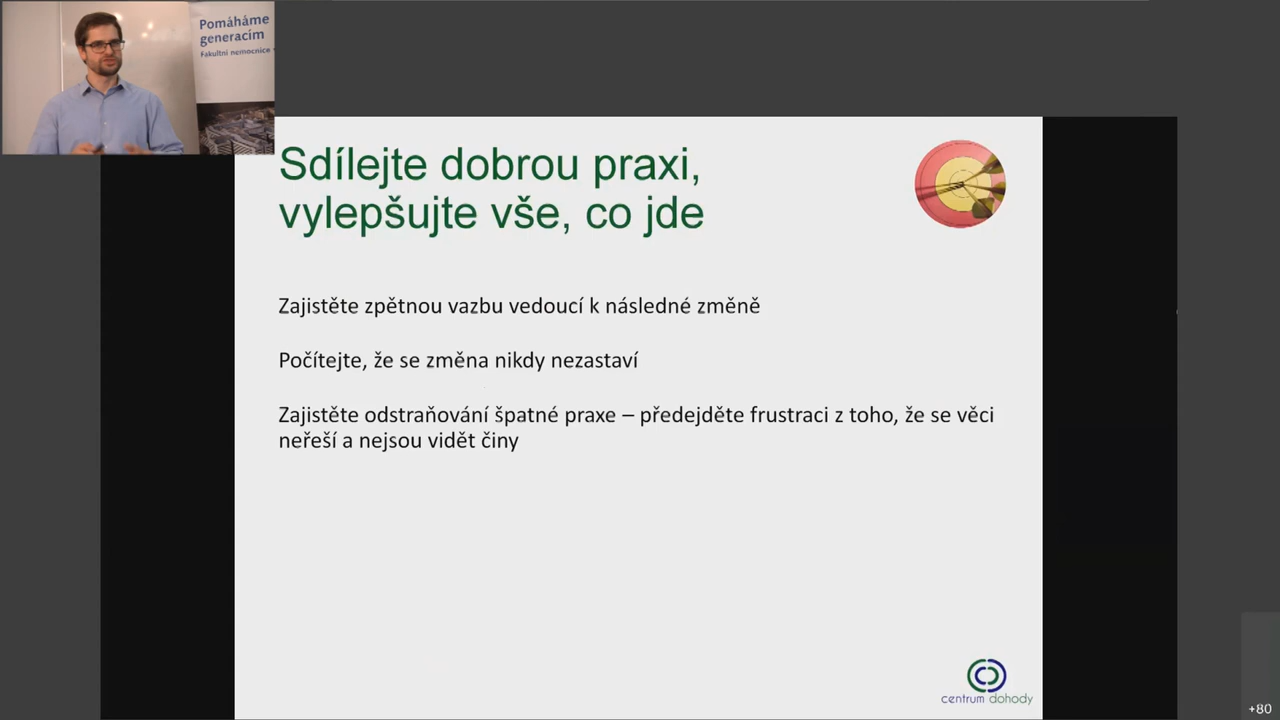 Pomáháme
generacím
Fakultní nemocnice
Sdílejte dobrou praxi,
vylepšujte vše, co jde
Zajistěte zpětnou vazbu vedoucí k následné změně
Počítejte, že se změna nikdy nezastaví
Zajistěte odstraňování špatné praxe – předejděte frustraci z toho, že se věci
neřeší a nejsou vidět činy
centrum dohody
+80